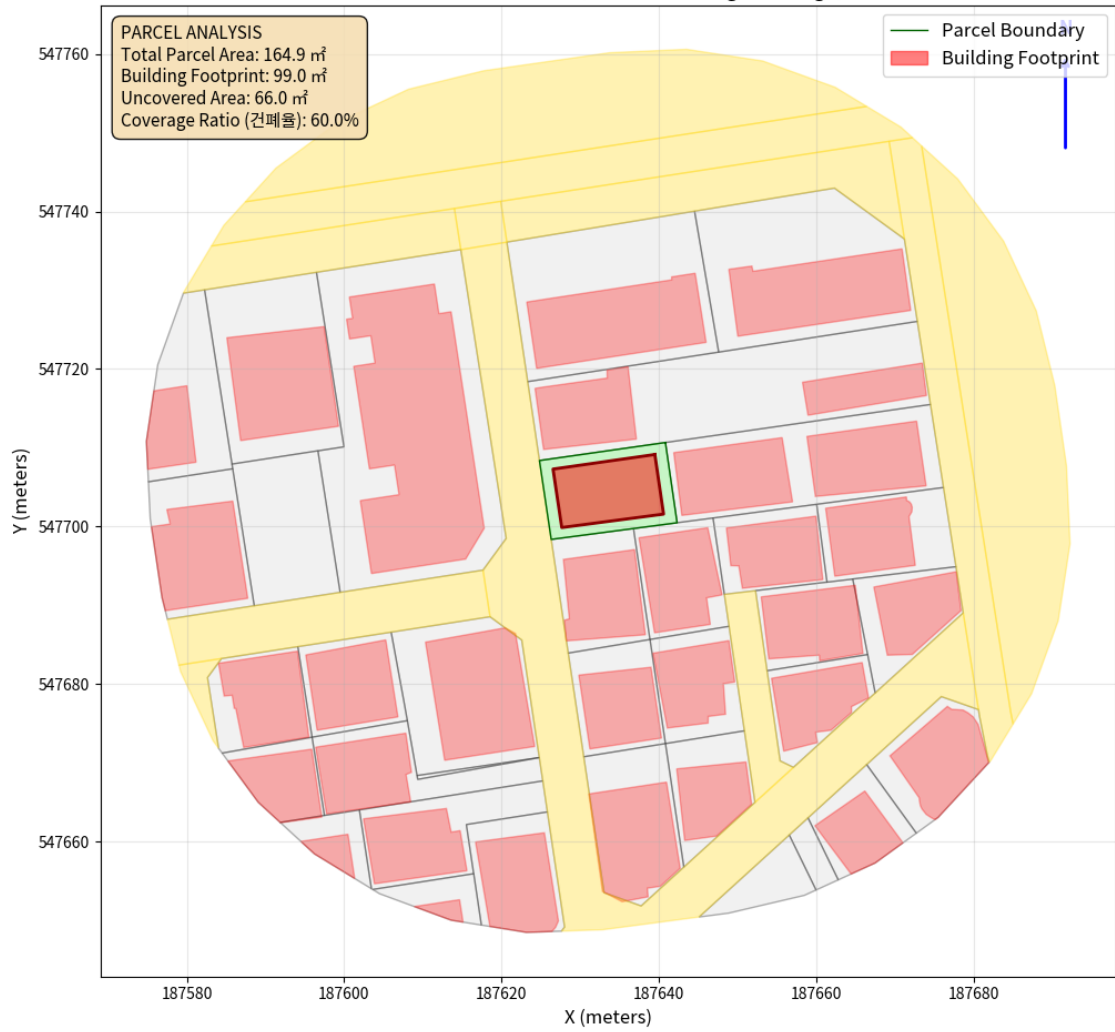 PARCEL ANALYSIS
Total Parcel Area: 164.9 ㎡
Building Footprint: 99.0 ㎡
Uncovered Area: 66.0 ㎡
Coverage Ratio (건폐율): 60.0%
Parcel Boundary
Building Footprint
N
547760
547740
547720
547700
547680
547660
Y (meters)
187580
187600
187620
187640
187660
187680
X (meters)